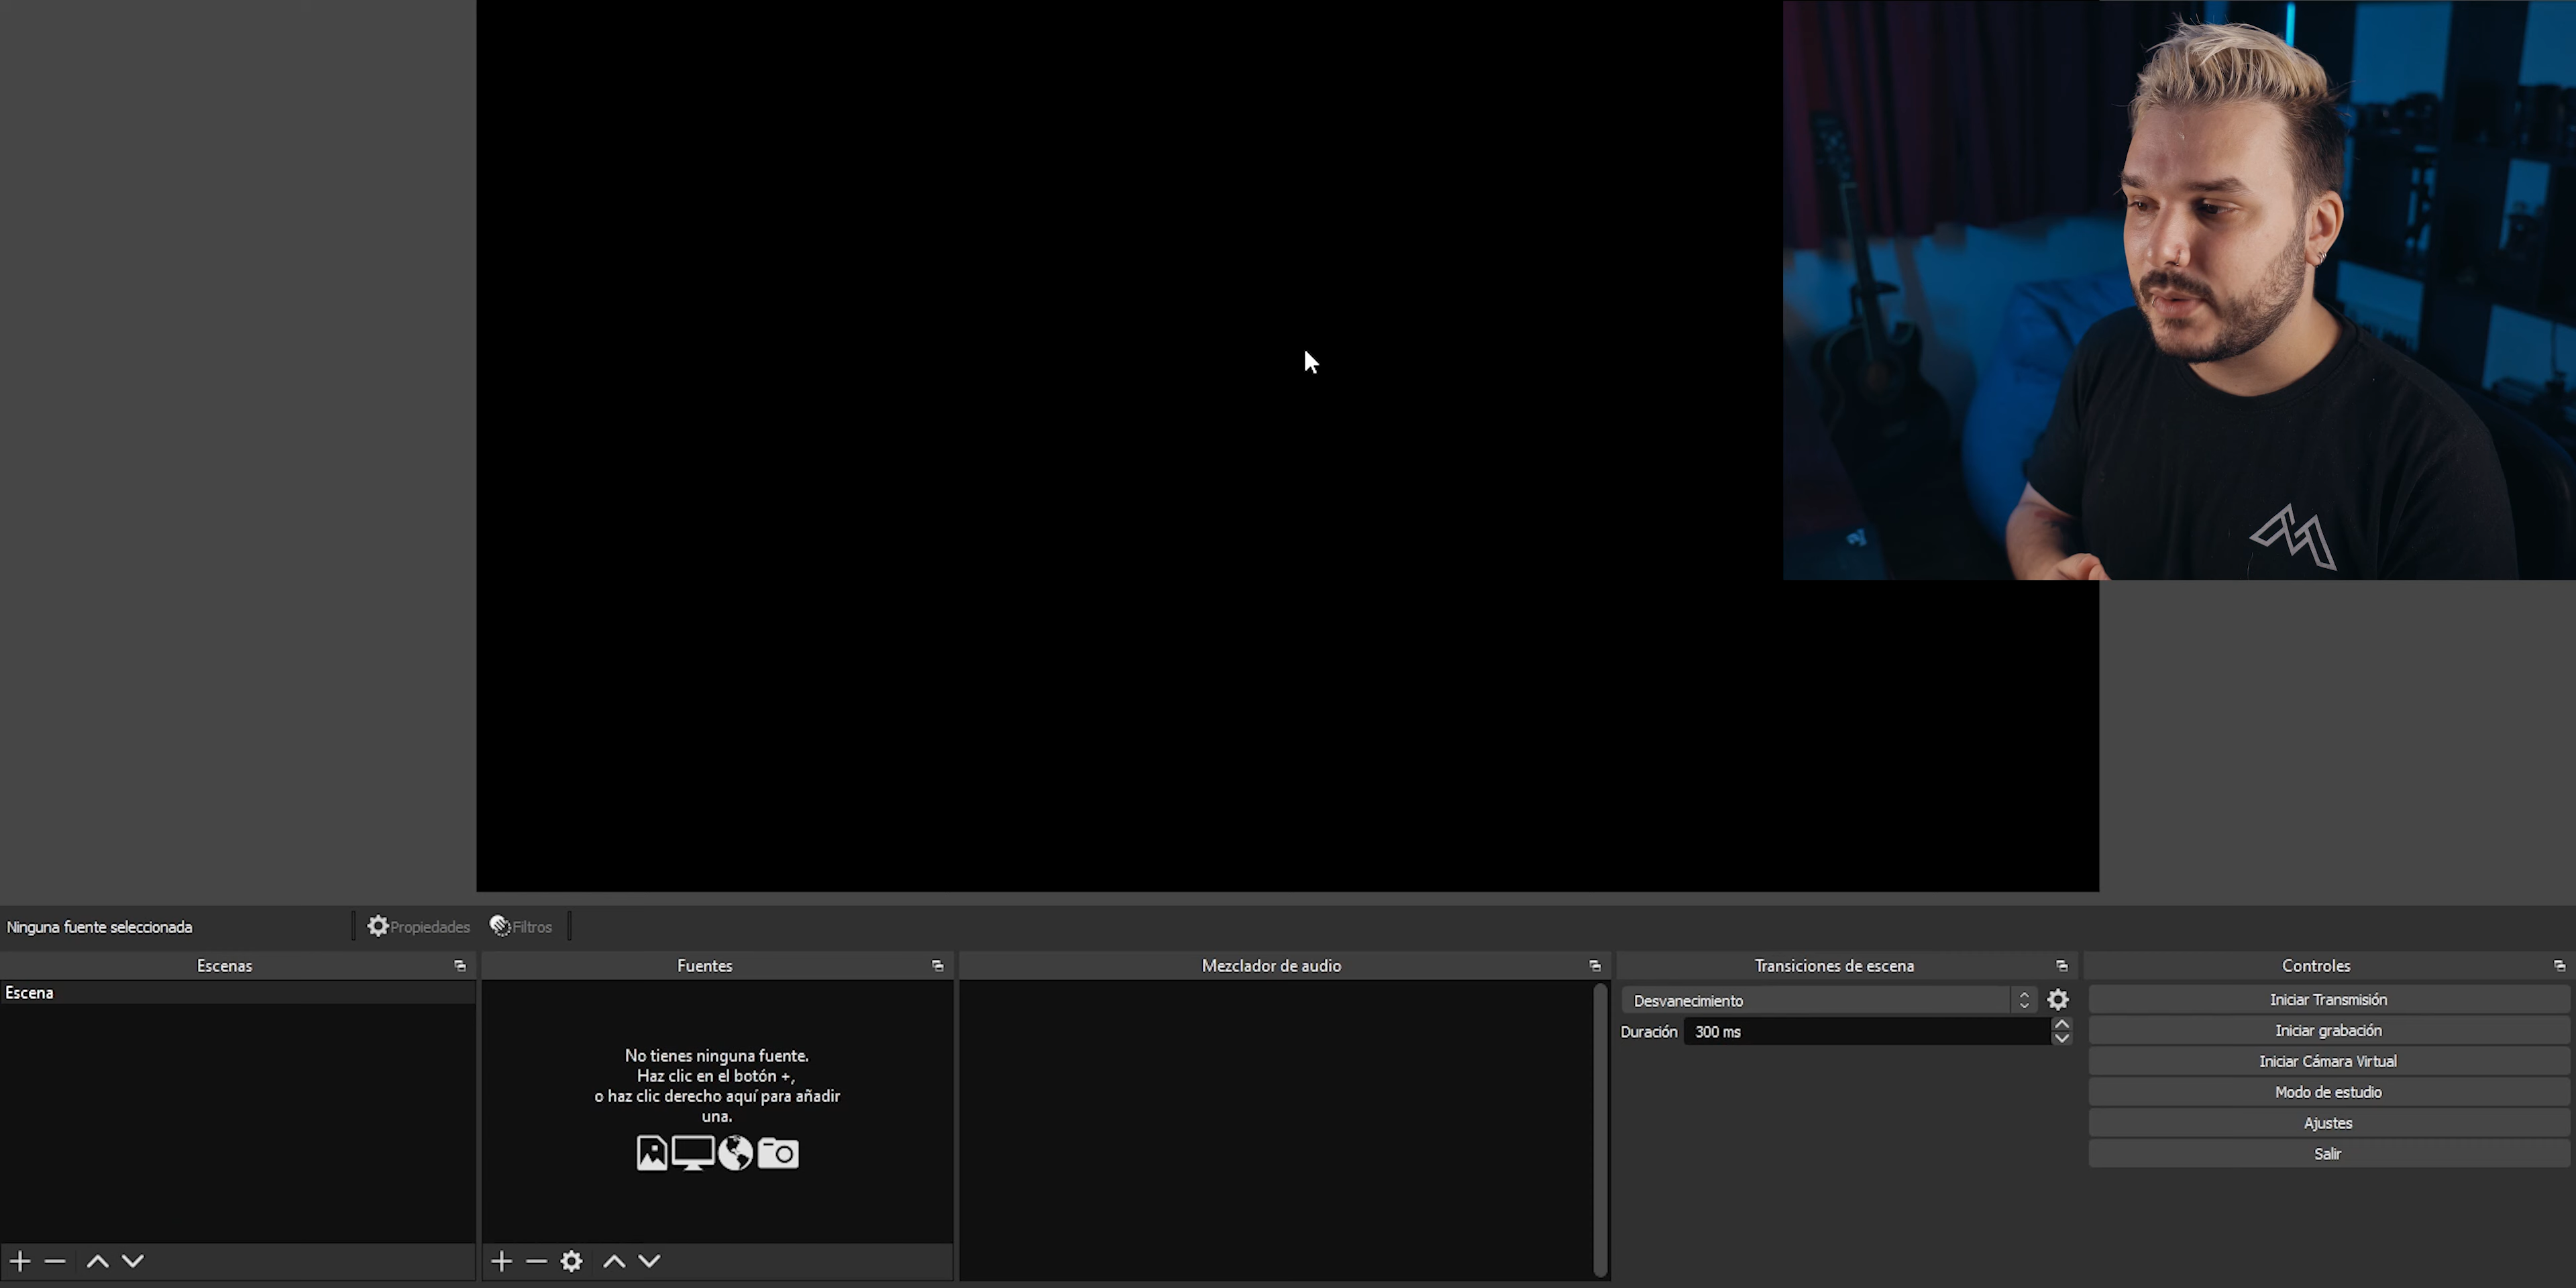 Ninguna fuente seleccionada
Propiedades
Filtros
Escenas
Escena
Fuentes
No tienes ninguna fuente.
Haz clic en el botón +,
o haz clic derecho aquí para añadir
una.
Mezclador de audio
Transiciones de escena
Desvanecimiento
Duración 300 ms
Controles
Iniciar Transmisión
Iniciar grabación
Iniciar Cámara Virtual
Modo de estudio
Ajustes
Salir